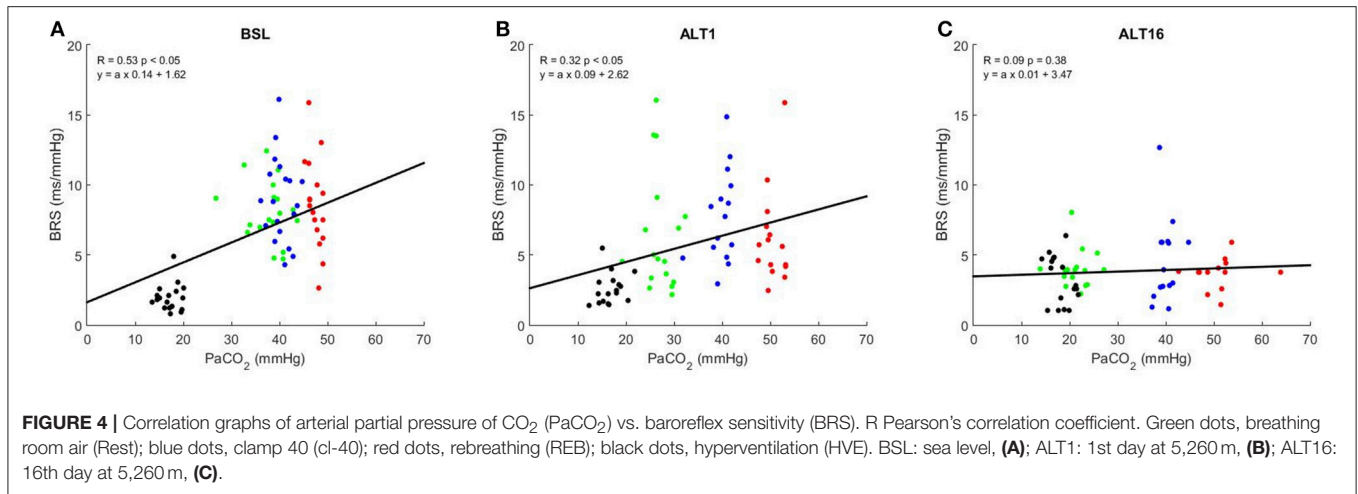 A
BSL
R = 0.53 p < 0.05
y = a x 0.14 + 1.62
20
15
10
5
0
BRS (ms/mmHg)
0 10 20 30 40 50 60 70
PaCO2 (mmHg)
B
ALT1
R = 0.32 p < 0.05
y = a x 0.09 + 2.62
20
15
10
5
0
BRS (ms/mmHg)
0 10 20 30 40 50 60 70
PaCO2 (mmHg)
C
ALT16
R = 0.09 p = 0.38
y = a x 0.01 + 3.47
20
15
10
5
0
BRS (ms/mmHg)
0 10 20 30 40 50 60 70
PaCO2 (mmHg)
FIGURE 4 | Correlation graphs of arterial partial pressure of CO2 (PaCO2) vs. baroreflex sensitivity (BRS). R Pearson's correlation coefficient. Green dots, breathing
room air (Rest); blue dots, clamp 40 (cl-40); red dots, rebreathing (REB); black dots, hyperventilation (HVE). BSL: sea level, (A); ALT1: 1st day at 5,260 m, (B); ALT16:
16th day at 5,260 m, (C).